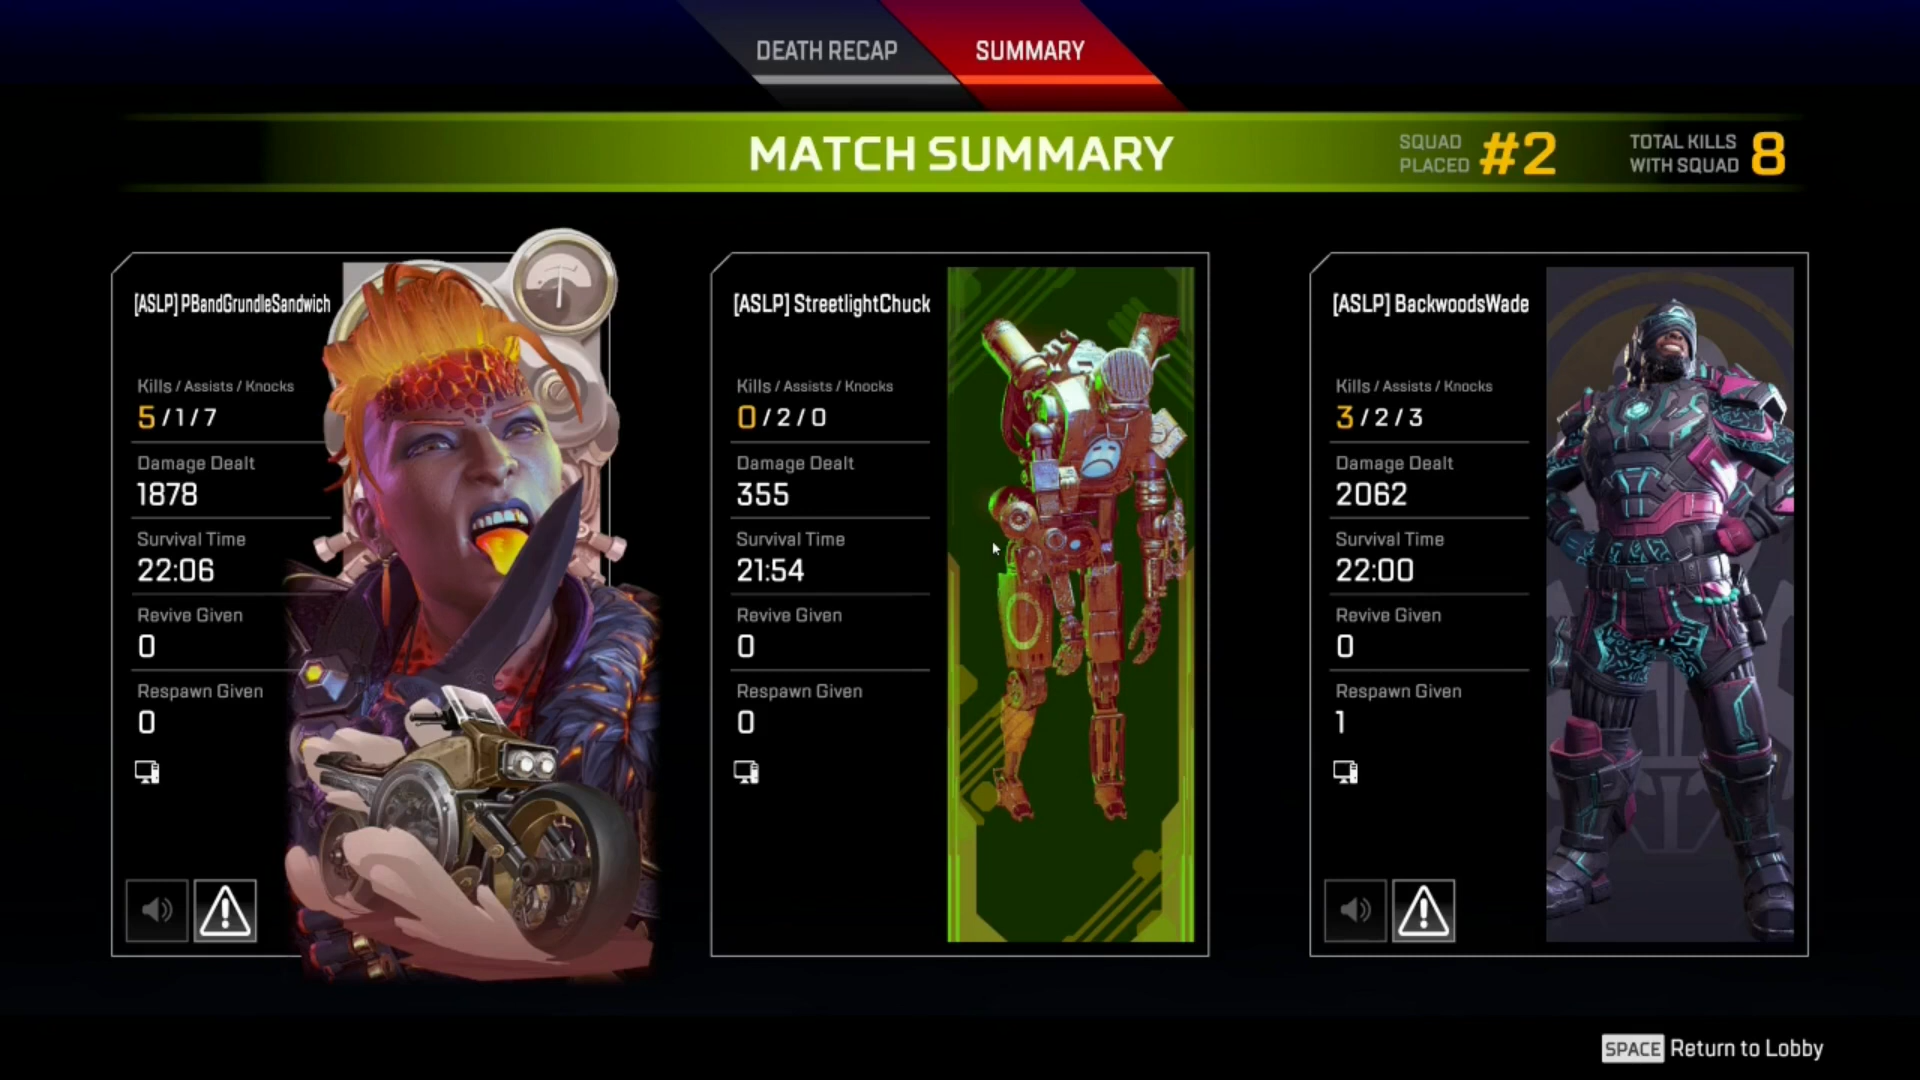 DEATH RECAP
SUMMARY
MATCH SUMMARY
SQUAD PLACED #2
TOTAL KILLS WITH SQUAD 8
[ASLP] PBandGrundleSandwich
Kills / Assists / Knocks
5 / 1 / 7
Damage Dealt
1878
Survival Time
22:06
Revive Given
0
Respawn Given
0
[ASLP] StreetlightChuck
Kills / Assists / Knocks
0 / 2 / 0
Damage Dealt
355
Survival Time
21:54
Revive Given
0
Respawn Given
0
[ASLP] BackwoodsWade
Kills / Assists / Knocks
3 / 2 / 3
Damage Dealt
2062
Survival Time
22:00
Revive Given
0
Respawn Given
1
SPACE Return to Lobby